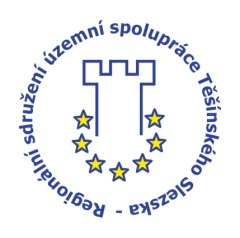 Regionální sdružení územní spolupráce Těšínského Slezska -